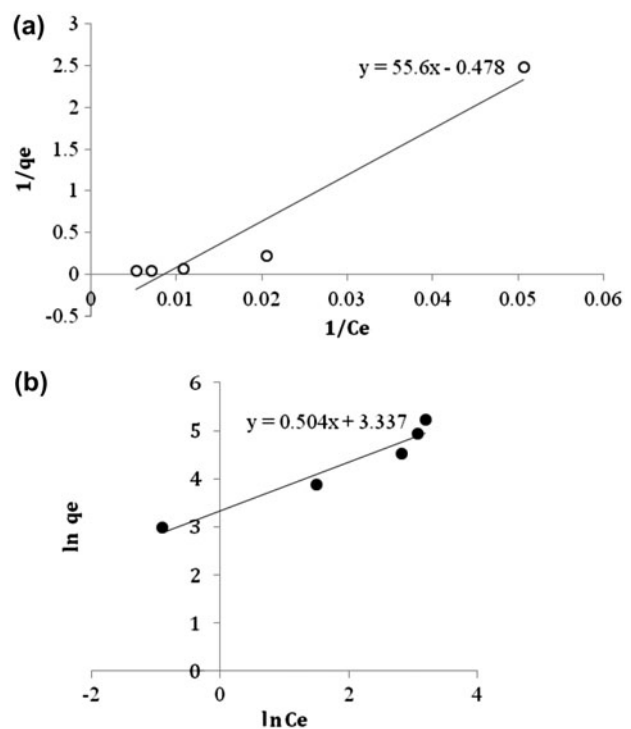 (a)
3
2.5
2
1.5
1
0.5
0
-0.5
1/qe
y = 55.6x - 0.478
0 0.01 0.02 0.03 0.04 0.05 0.06
1/Ce
(b)
6
5
4
3
2
1
0
ln qe
y = 0.504x + 3.337
-2 0 2 4
ln Ce